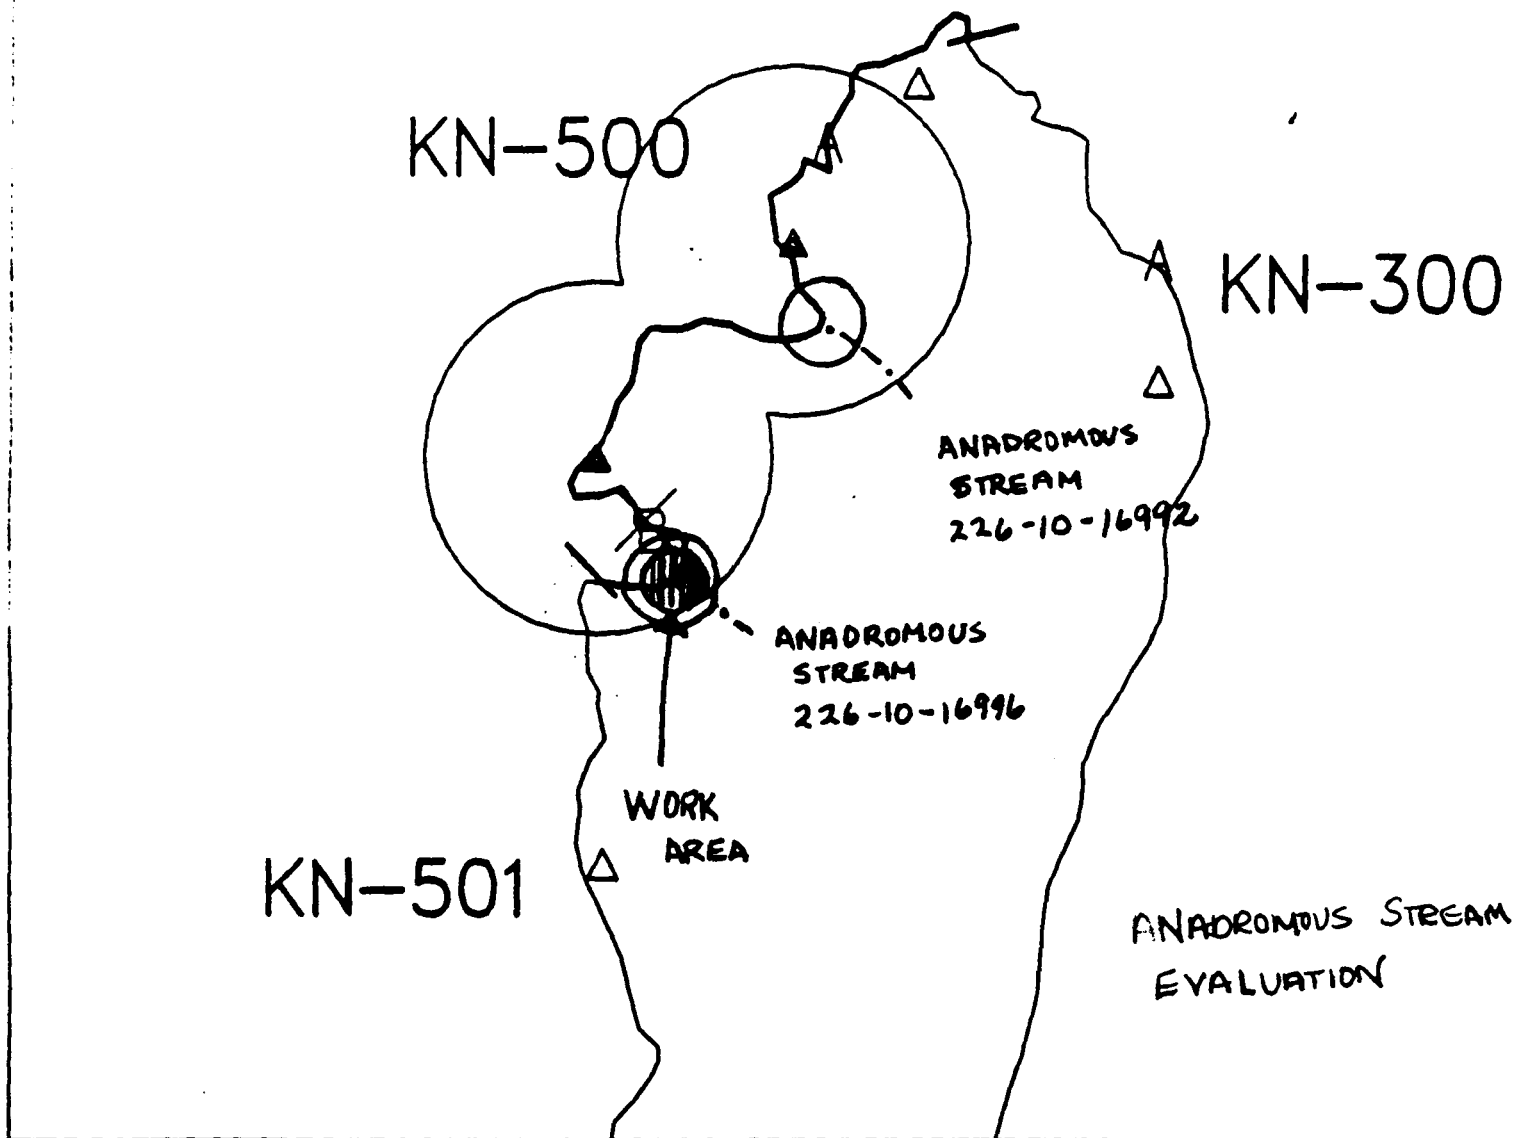 KN-500
KN-300
ANADROMOUS
STREAM
226-10-16992
ANADROMOUS
STREAM
226-10-16996
WORK
AREA
KN-501
ANADROMOUS STREAM
EVALUATION